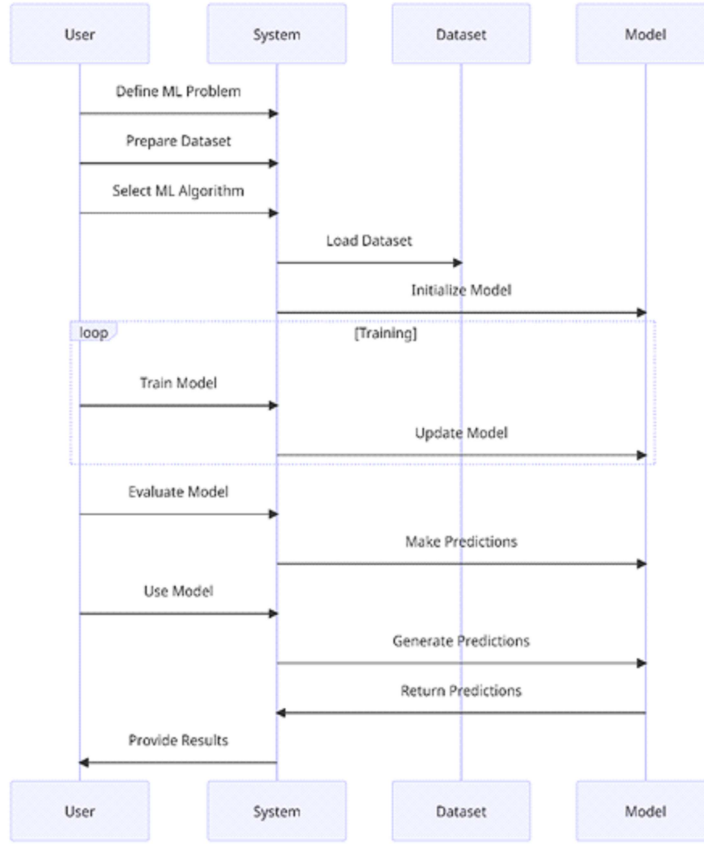 User System Dataset Model
Define ML Problem
Prepare Dataset
Select ML Algorithm
Load Dataset
Initialize Model
loop [Training]
Train Model
Update Model
Evaluate Model
Make Predictions
Use Model
Generate Predictions
Return Predictions
Provide Results
User System Dataset Model